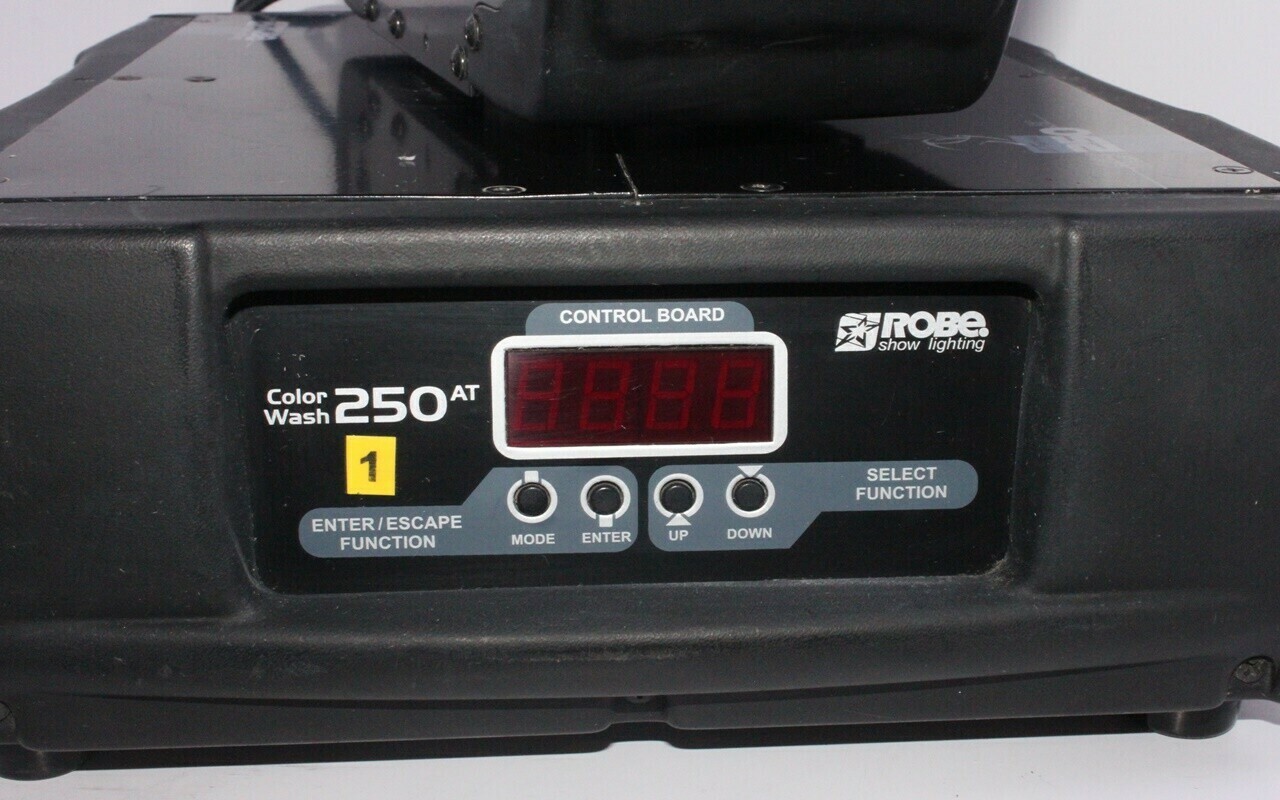 CONTROL BOARD
ROBE.
show lighting
Color
Wash 250 AT
1
SELECT
FUNCTION
ENTER/ESCAPE
FUNCTION
MODE
ENTER
UP
DOWN